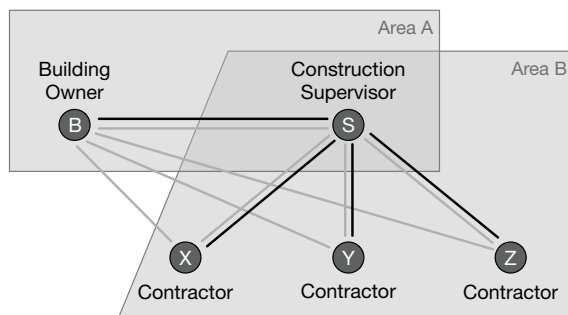 Area A
Area B
Building
Owner
Construction
Supervisor
B
S
X
Y
Z
Contractor
Contractor
Contractor